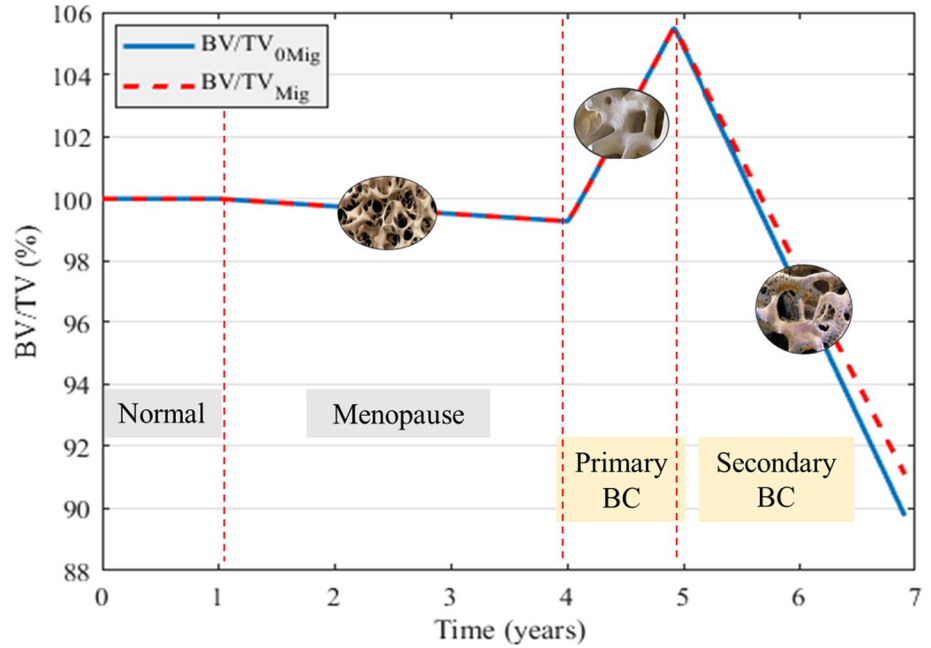 106
104
102
100
98
96
94
92
90
88
BV/TV (%)
BV/TV0Mig
BV/TVMig
Normal
Menopause
Primary
BC
Secondary
BC
0 1 2 3 4 5 6 7
Time (years)